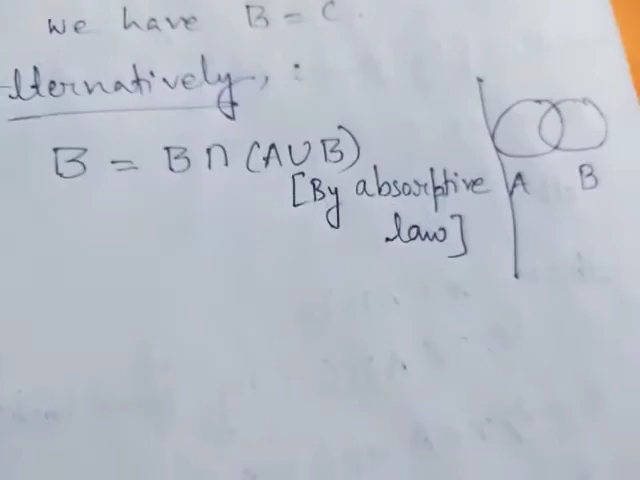 we have B = C.
lternatively, :
B = B ∩ (A ∪ B)
[By absorptive
law]
A B